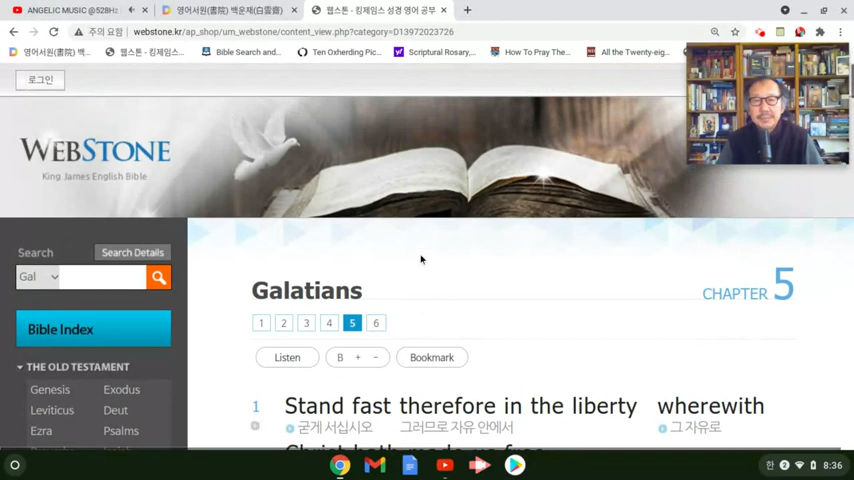 ANGELIC MUSIC @528Hz
영어서원(書院) 백운재(白雲齋)
웹스톤 - 킹제임스 성경 영어 공부
주의 요함
webstone.kr/ap_shop/um_webstone/content_view.php?category=D13972023726
영어서원(書院) 백...
웹스톤 - 킹제임스...
Bible Search and...
Ten Oxherding Pic...
Scriptural Rosary,...
How To Pray The...
All the Twenty-eig...
로그인
WEBSTONE
King James English Bible
Search
Search Details
Gal
Bible Index
THE OLD TESTAMENT
Genesis Exodus
Leviticus Deut
Ezra Psalms
Galatians
CHAPTER 5
1 2 3 4 5 6
Listen B + - Bookmark
1 Stand fast therefore in the liberty wherewith
굳게 서십시오 그러므로 자유 안에서 그 자유로
Christ hath made us free
한 2 8:36